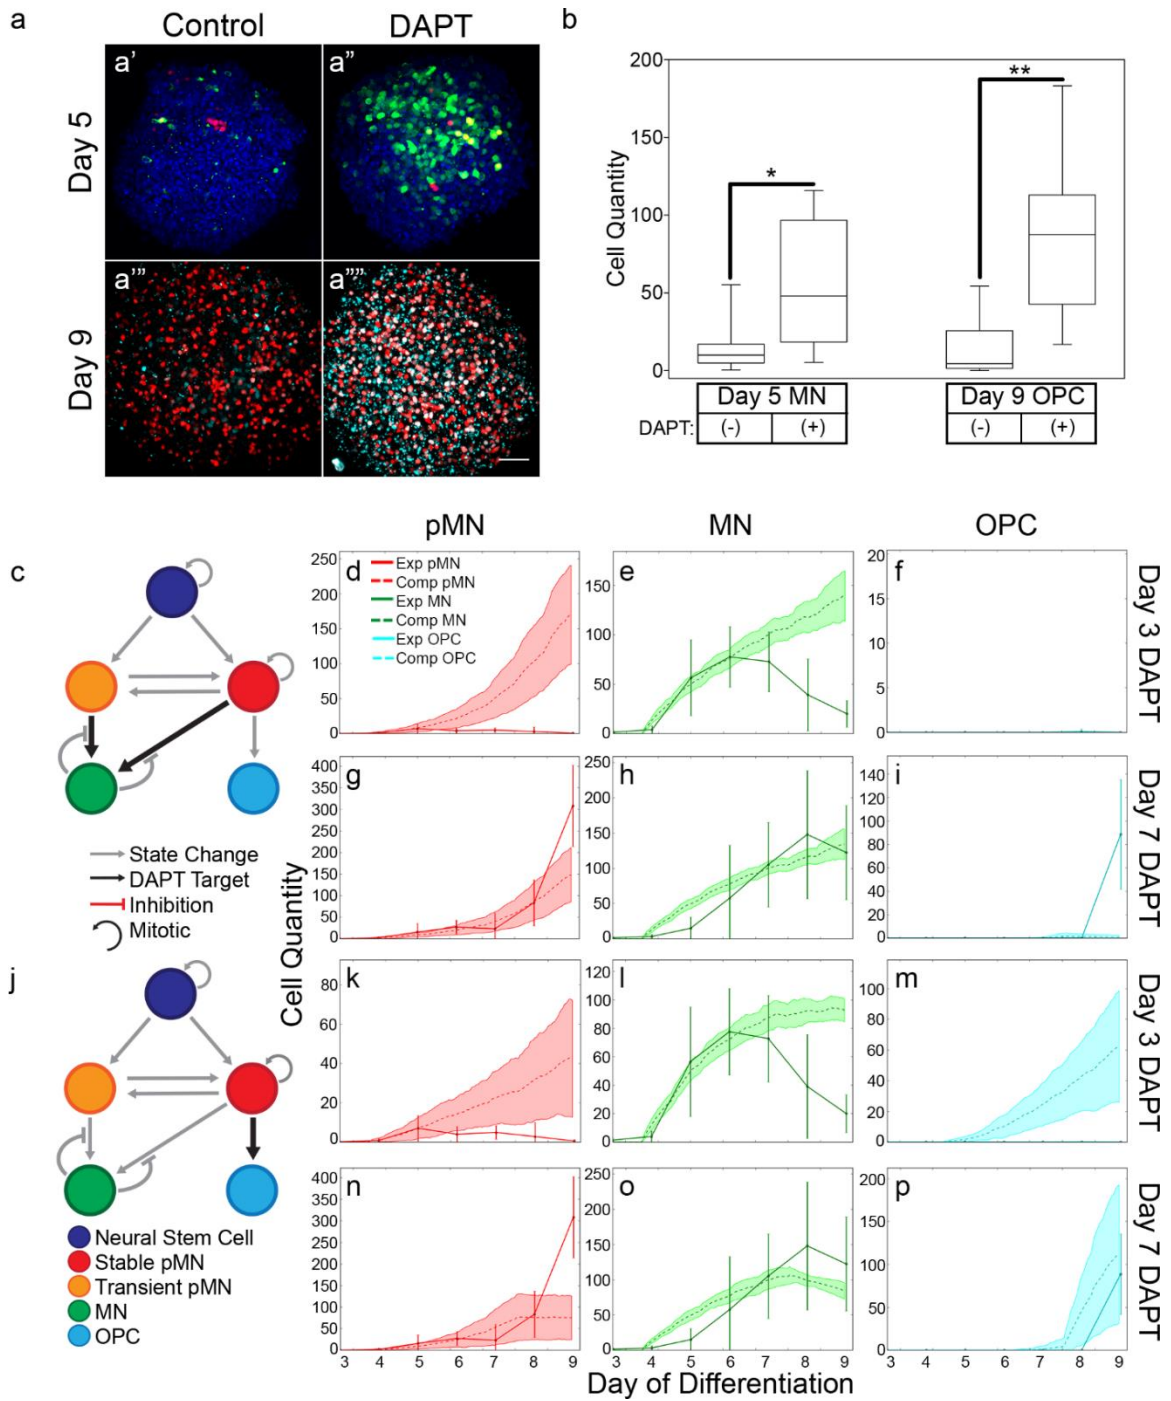 a
Control
DAPT
b
Day 5
a'
a''
Day 9
a'''
a''''
Cell Quantity
200
150
100
50
0
*
**
Day 5 MN
Day 9 OPC
DAPT:
(-)
(+)
(-)
(+)
pMN
MN
OPC
c
State Change
DAPT Target
Inhibition
Mitotic
j
Neural Stem Cell
Stable pMN
Transient pMN
MN
OPC
Cell Quantity
d
250
200
150
100
50
0
Exp pMN
Comp pMN
Exp MN
Comp MN
Exp OPC
Comp OPC
e
150
100
50
0
f
20
15
10
5
0
Day 3 DAPT
g
400
350
300
250
200
150
100
50
0
h
250
200
150
100
50
0
i
140
120
100
80
60
40
20
0
Day 7 DAPT
k
80
60
40
20
0
l
120
100
80
60
40
20
0
m
100
80
60
40
20
0
Day 3 DAPT
n
400
350
300
250
200
150
100
50
0
o
250
200
150
100
50
0
p
200
150
100
50
0
Day 7 DAPT
3 4 5 6 7 8 9
3 4 5 6 7 8 9
3 4 5 6 7 8 9
Day of Differentiation